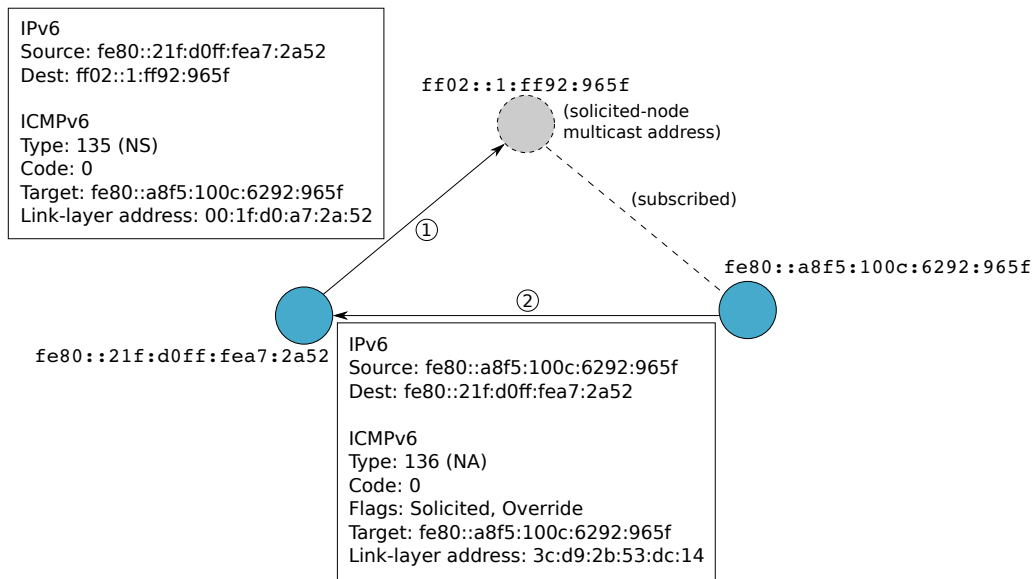 IPv6
Source: fe80::21f:d0ff:fea7:2a52
Dest: ff02::1:ff92:965f
ICMPv6
Type: 135 (NS)
Code: 0
Target: fe80::a8f5:100c:6292:965f
Link-layer address: 00:1f:d0:a7:2a:52
ff02::1:ff92:965f
(solicited-node
multicast address)
(subscribed)
1
fe80::a8f5:100c:6292:965f
2
fe80::21f:d0ff:fea7:2a52
IPv6
Source: fe80::a8f5:100c:6292:965f
Dest: fe80::21f:d0ff:fea7:2a52
ICMPv6
Type: 136 (NA)
Code: 0
Flags: Solicited, Override
Target: fe80::a8f5:100c:6292:965f
Link-layer address: 3c:d9:2b:53:dc:14